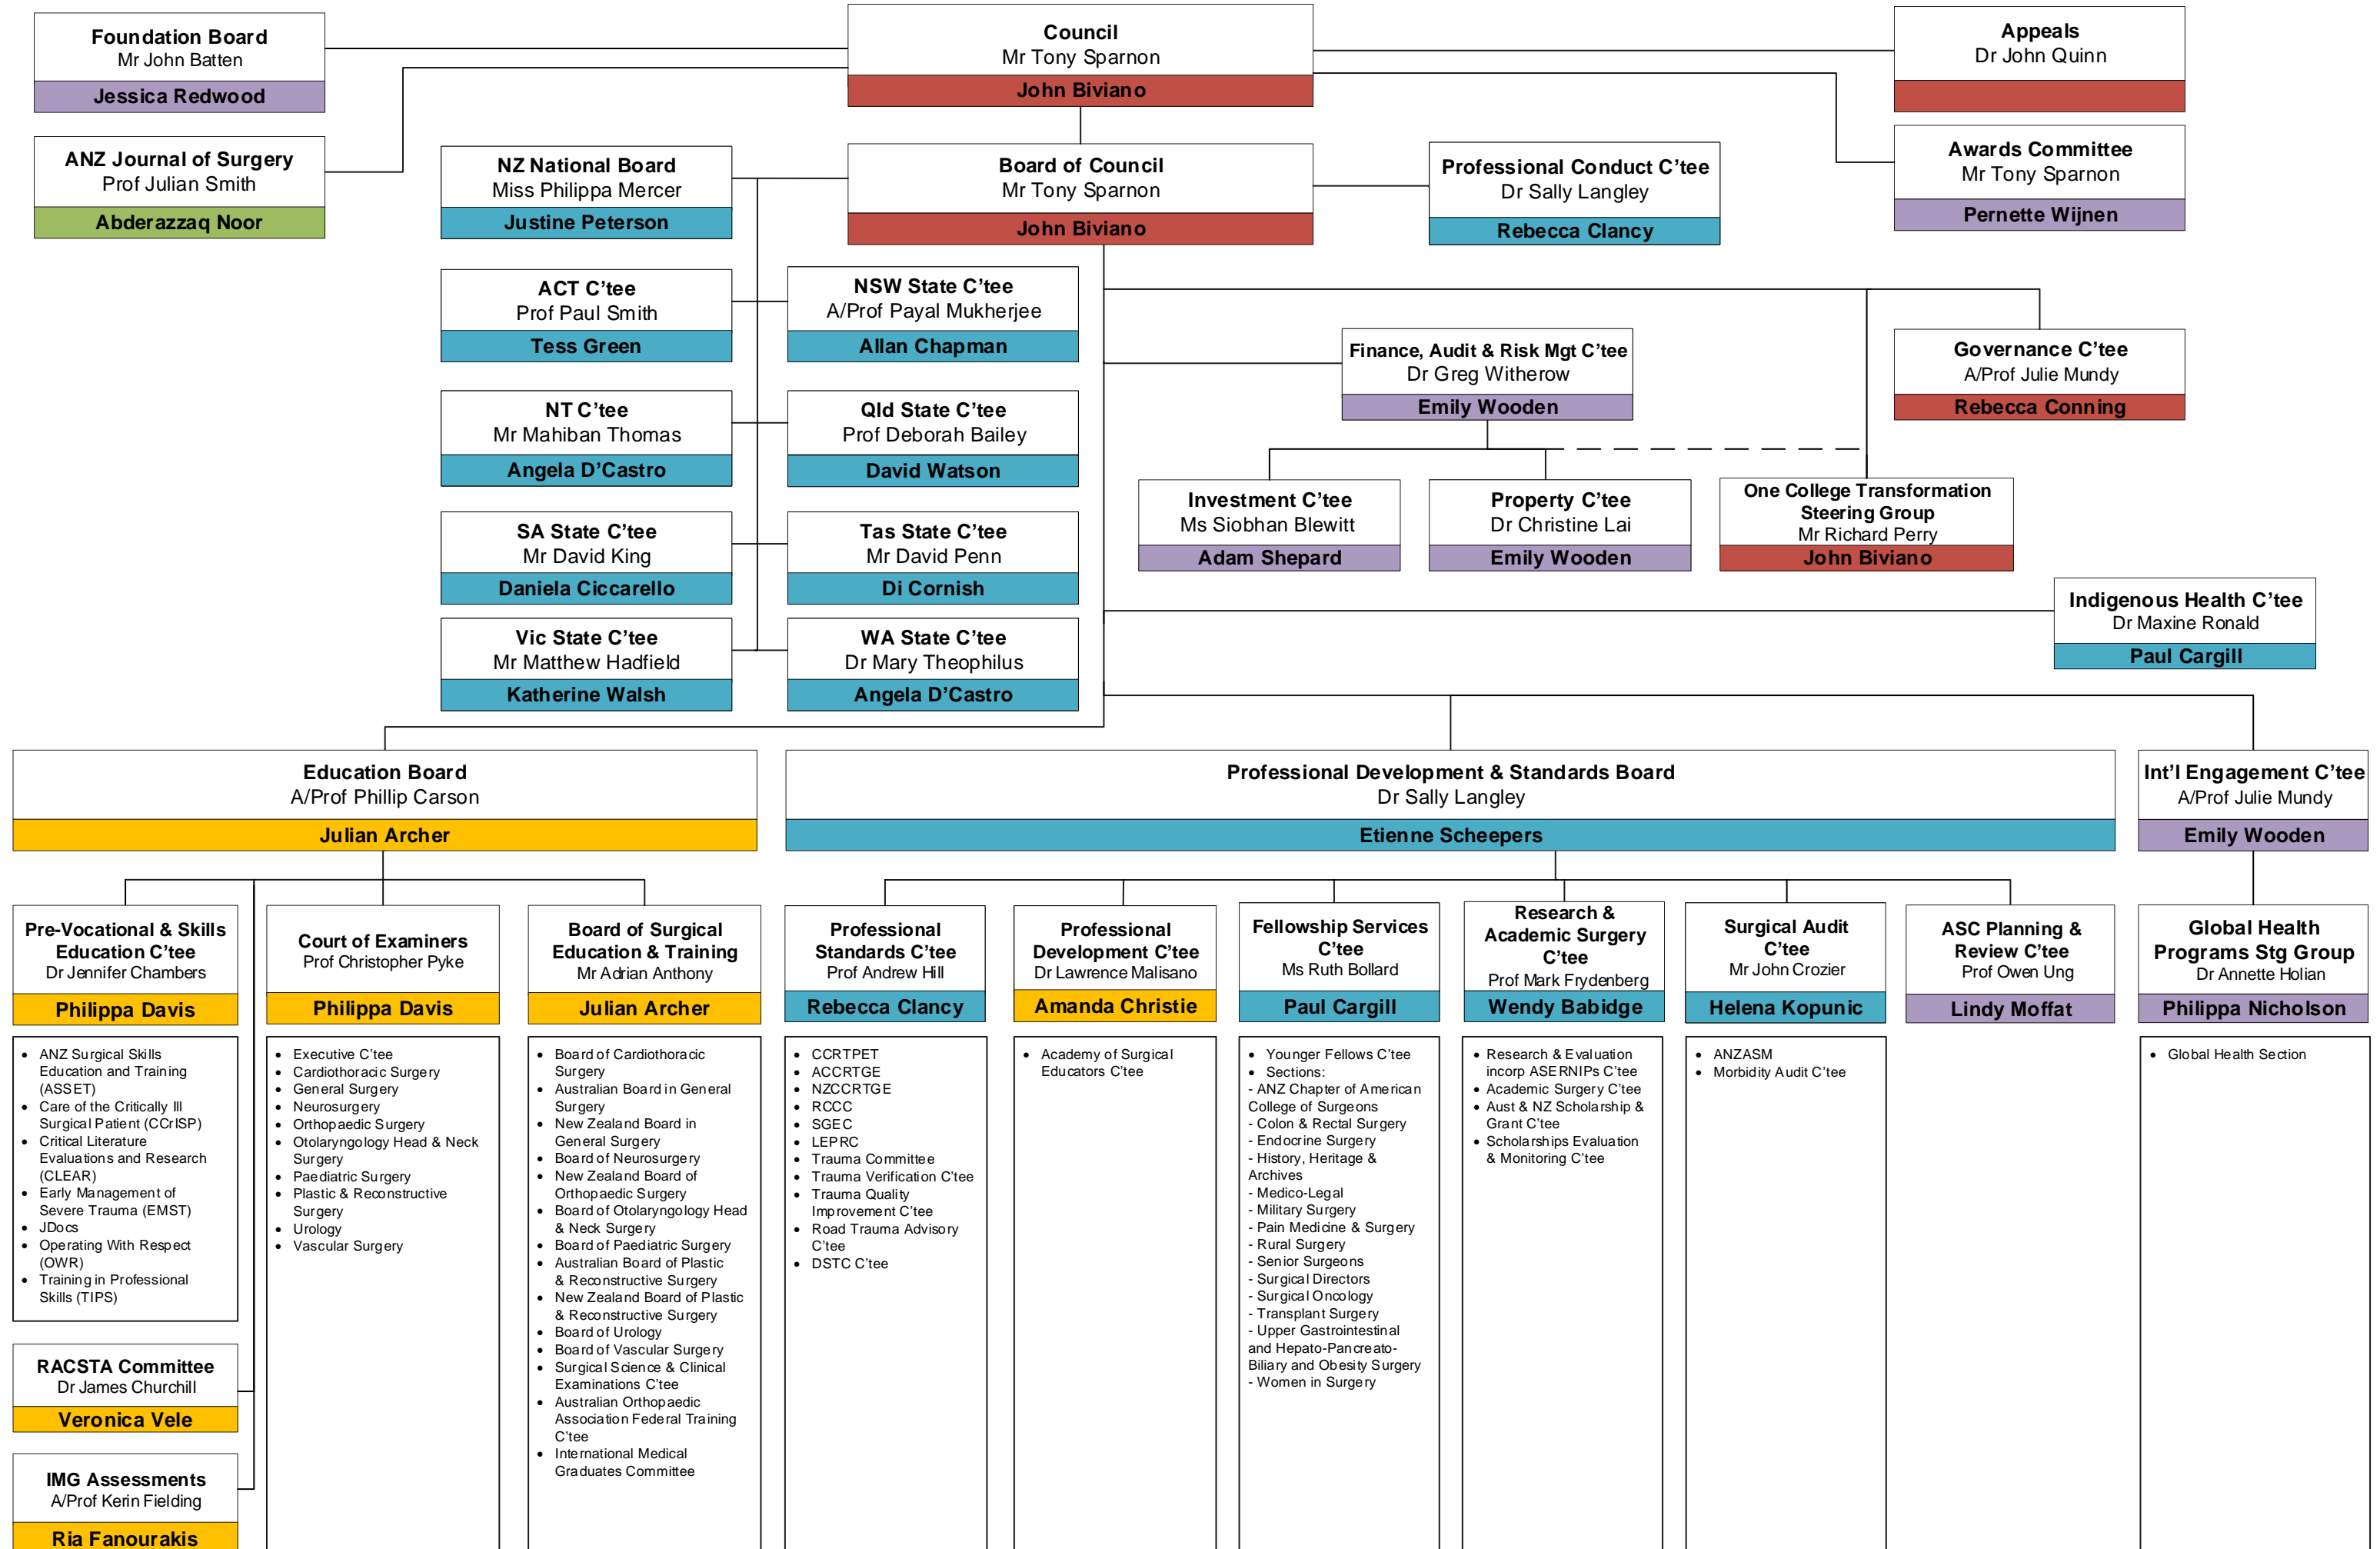 Foundation Board
Mr John Batten
Jessica Redwood
Council
Mr Tony Sparnon
John Biviano
Appeals
Dr John Quinn
ANZ Journal of Surgery
Prof Julian Smith
Abderazzaq Noor
NZ National Board
Miss Philippa Mercer
Justine Peterson
Board of Council
Mr Tony Sparnon
John Biviano
Professional Conduct C'tee
Dr Sally Langley
Rebecca Clancy
Awards Committee
Mr Tony Sparnon
Pernette Wijnen
ACT C'tee
Prof Paul Smith
Tess Green
NSW State C'tee
A/Prof Payal Mukherjee
Allan Chapman
Finance, Audit & Risk Mgt C'tee
Dr Greg Witherow
Emily Wooden
Governance C'tee
A/Prof Julie Mundy
Rebecca Conning
NT C'tee
Mr Mahiban Thomas
Angela D'Castro
Qld State C'tee
Prof Deborah Bailey
David Watson
Investment C'tee
Ms Siobhan Blewitt
Adam Shepard
Property C'tee
Dr Christine Lai
Emily Wooden
One College Transformation
Steering Group
Mr Richard Perry
John Biviano
SA State C'tee
Mr David King
Daniela Ciccarello
Tas State C'tee
Mr David Penn
Di Cornish
Indigenous Health C'tee
Dr Maxine Ronald
Paul Cargill
Vic State C'tee
Mr Matthew Hadfield
Katherine Walsh
WA State C'tee
Dr Mary Theophilus
Angela D'Castro
Education Board
A/Prof Phillip Carson
Julian Archer
Professional Development & Standards Board
Dr Sally Langley
Etienne Scheepers
Int'l Engagement C'tee
A/Prof Julie Mundy
Emily Wooden
Pre-Vocational & Skills
Education C'tee
Dr Jennifer Chambers
Philippa Davis
Court of Examiners
Prof Christopher Pyke
Philippa Davis
Board of Surgical
Education & Training
Mr Adrian Anthony
Julian Archer
Professional
Standards C'tee
Prof Andrew Hill
Rebecca Clancy
Professional
Development C'tee
Dr Lawrence Malisano
Amanda Christie
Fellowship Services
C'tee
Ms Ruth Bollard
Paul Cargill
Research &
Academic Surgery
C'tee
Prof Mark Frydenberg
Wendy Babidge
Surgical Audit
C'tee
Mr John Crozier
Helena Kopunic
ASC Planning &
Review C'tee
Prof Owen Ung
Lindy Moffat
Global Health
Programs Stg Group
Dr Annette Holian
Philippa Nicholson
• ANZ Surgical Skills
Education and Training
(ASSET)
• Care of the Critically Ill
Surgical Patient (CCrISP)
• Critical Literature
Evaluations and Research
(CLEAR)
• Early Management of
Severe Trauma (EMST)
• JDocs
• Operating With Respect
(OWR)
• Training in Professional
Skills (TIPS)
• Executive C'tee
• Cardiothoracic Surgery
• General Surgery
• Neurosurgery
• Orthopaedic Surgery
• Otolaryngology Head & Neck
Surgery
• Paediatric Surgery
• Plastic & Reconstructive
Surgery
• Urology
• Vascular Surgery
• Board of Cardiothoracic
Surgery
• Australian Board in General
Surgery
• New Zealand Board in
General Surgery
• Board of Neurosurgery
• New Zealand Board of
Orthopaedic Surgery
• Board of Otolaryngology Head
& Neck Surgery
• Board of Paediatric Surgery
• Australian Board of Plastic
& Reconstructive Surgery
• New Zealand Board of Plastic
& Reconstructive Surgery
• Board of Urology
• Board of Vascular Surgery
• Surgical Science & Clinical
Examinations C'tee
• Australian Orthopaedic
Association Federal Training
C'tee
• International Medical
Graduates Committee
• CCRTPET
• ACCRTGE
• NZCCRTGE
• RCCC
• SGEC
• LEPRC
• Trauma Committee
• Trauma Verification C'tee
• Trauma Quality
Improvement C'tee
• Road Trauma Advisory
C'tee
• DSTC C'tee
• Academy of Surgical
Educators C'tee
• Younger Fellows C'tee
• Sections:
- ANZ Chapter of American
College of Surgeons
- Colon & Rectal Surgery
- Endocrine Surgery
- History, Heritage &
Archives
- Medico-Legal
- Military Surgery
- Pain Medicine & Surgery
- Rural Surgery
- Senior Surgeons
- Surgical Directors
- Surgical Oncology
- Transplant Surgery
- Upper Gastrointestinal
and Hepato-Pancreato-
Biliary and Obesity Surgery
- Women in Surgery
• Research & Evaluation
incorp ASERNIPs C'tee
• Academic Surgery C'tee
• Aust & NZ Scholarship &
Grant C'tee
• Scholarships Evaluation
& Monitoring C'tee
• ANZASM
• Morbidity Audit C'tee
• Global Health Section
RACSTA Committee
Dr James Churchill
Veronica Vele
IMG Assessments
A/Prof Kerin Fielding
Ria Fanourakis